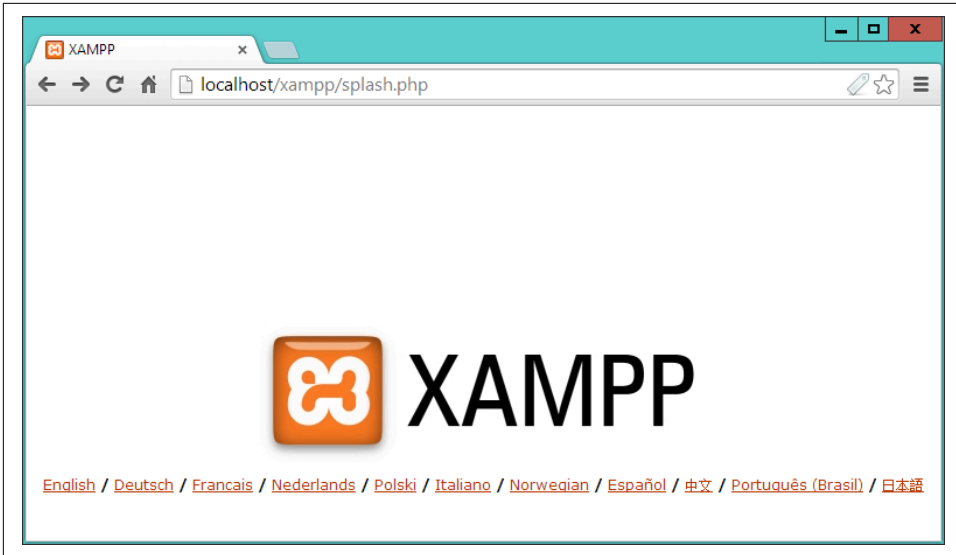 XAMPP
localhost/xampp/splash.php
XAMPP
English / Deutsch / Francais / Nederlands / Polski / Italiano / Norwegian / Español / 中文 / Português (Brasil) / 日本語